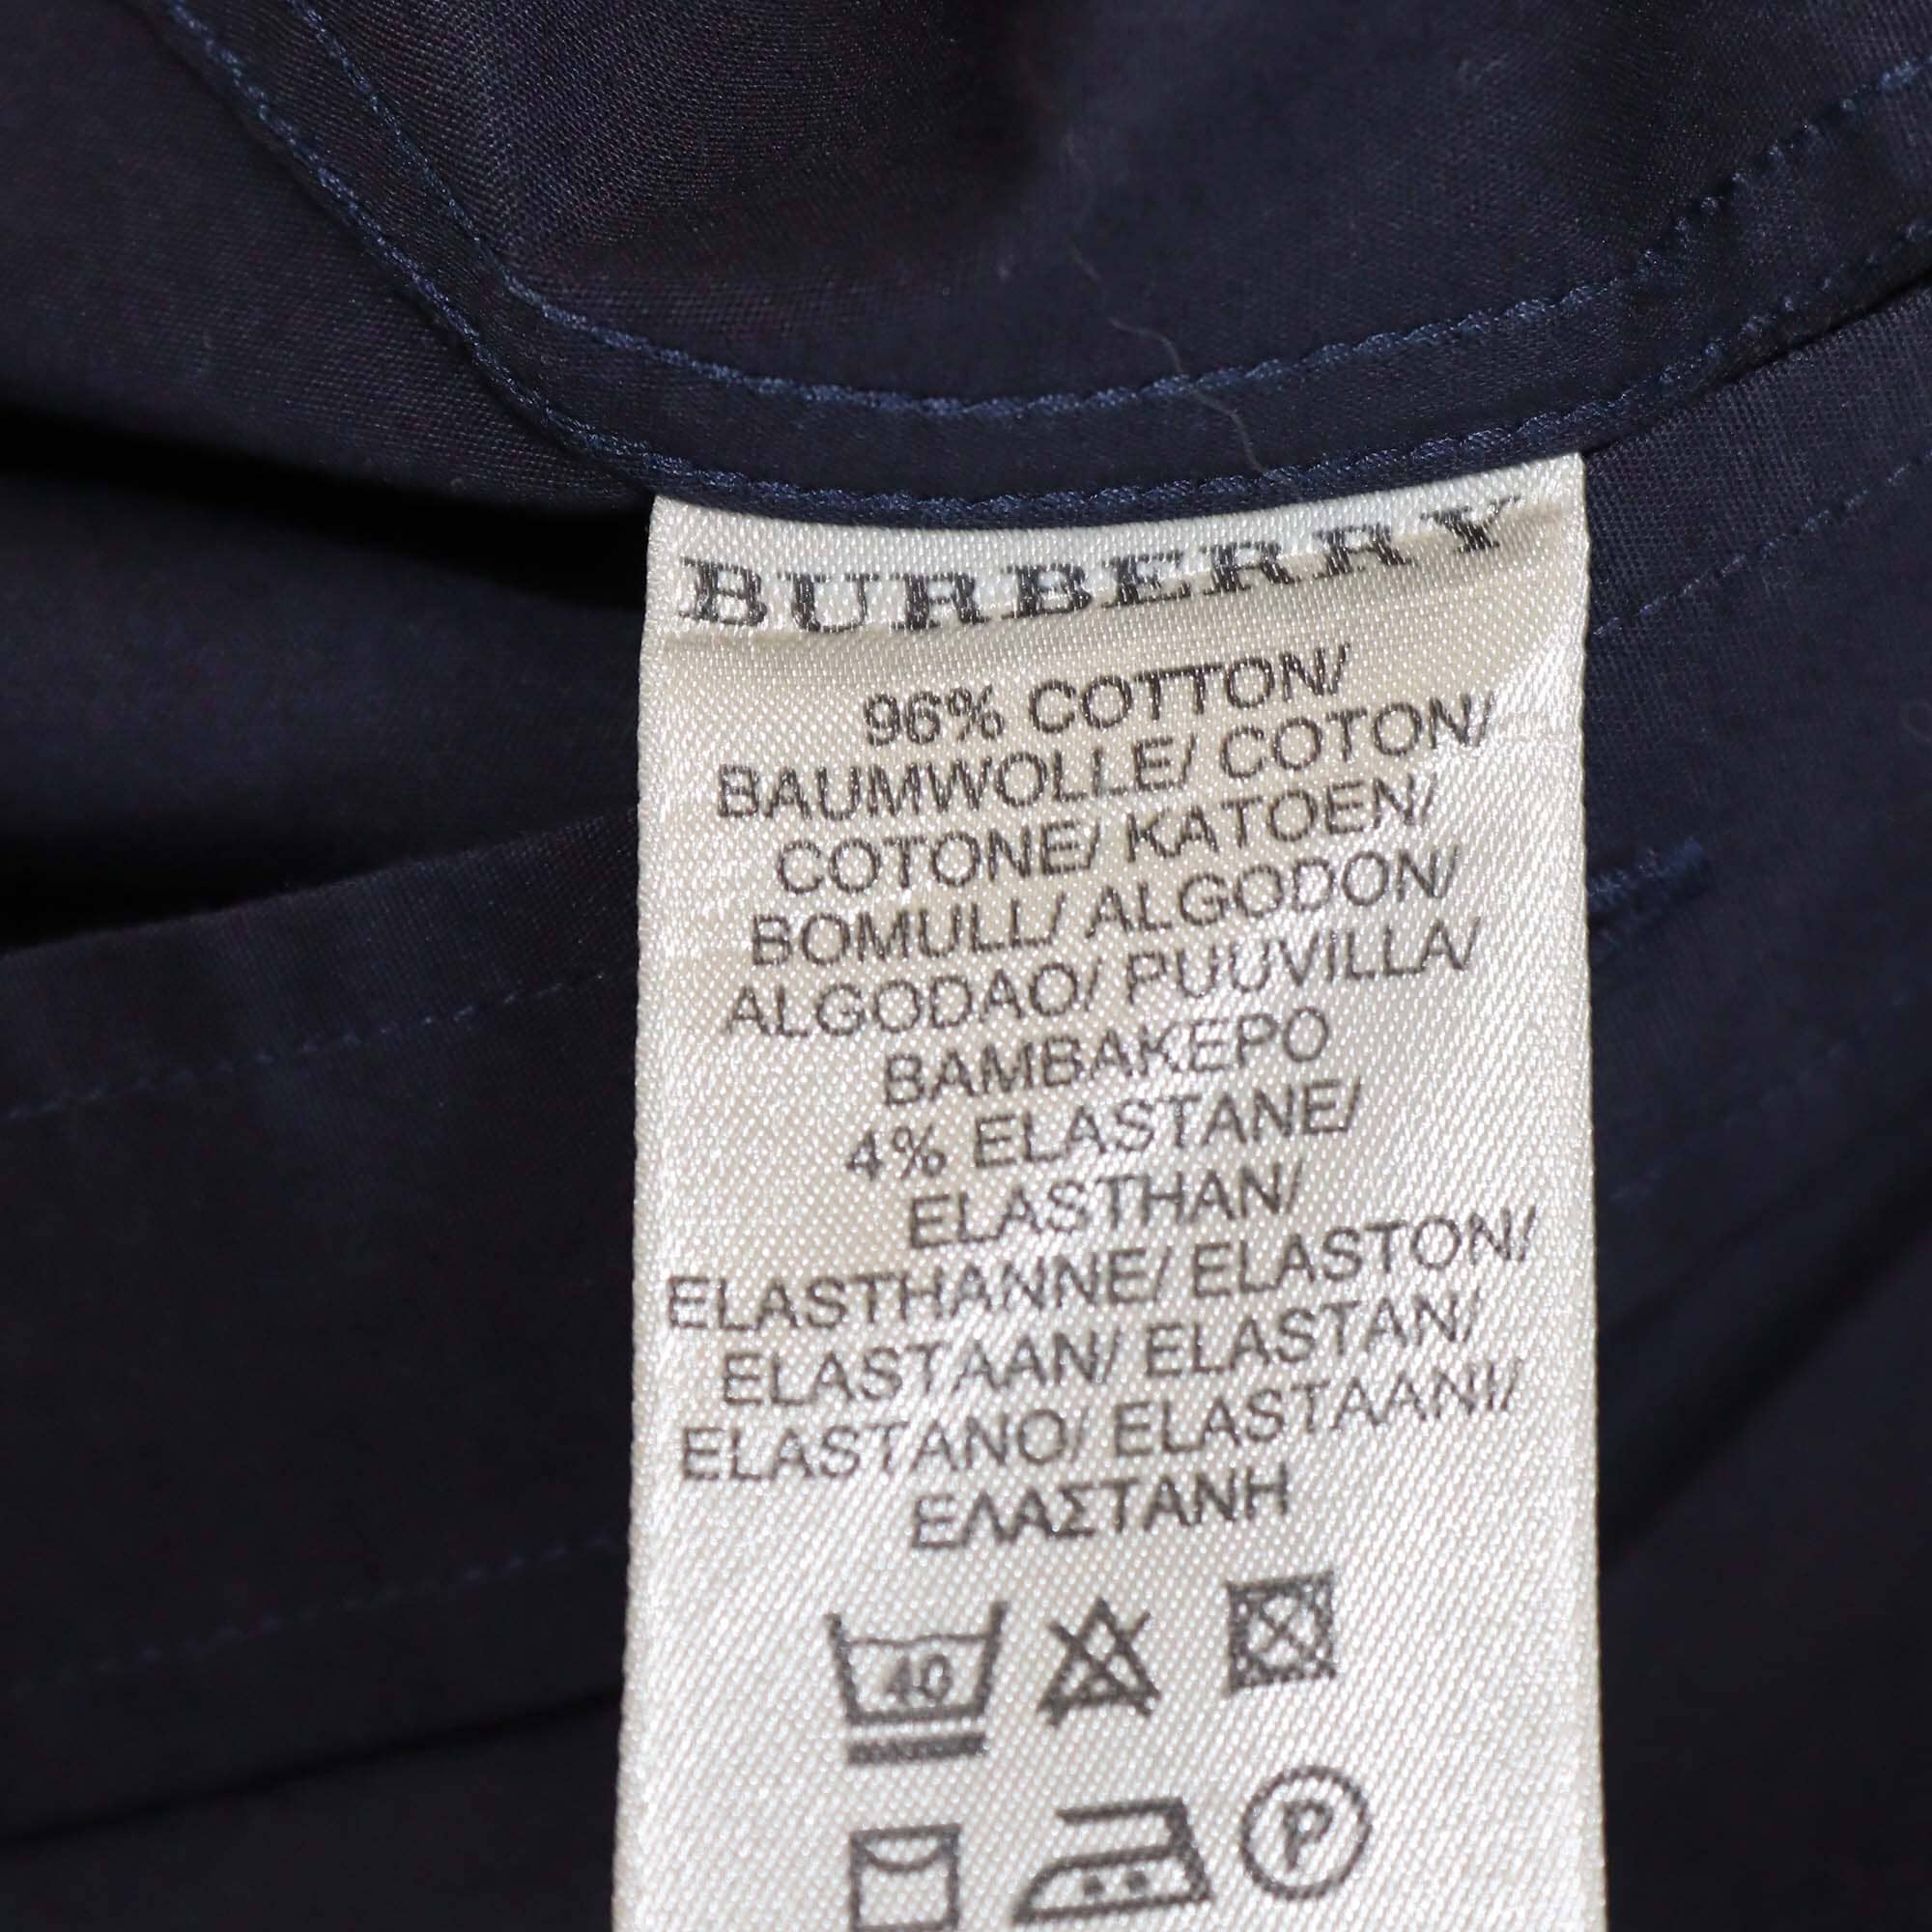 BURBERRY
96% COTTON/
BAUMWOLLE/ COTON/
COTONE/ KATOEN/
BOMULL/ ALGODON/
ALGODAO/ PUUVILLA/
BAMBAKEPO
4% ELASTANE/
ELASTHAN/
ELASTHANNE/ ELASTON/
ELASTAAN/ ELASTAN/
ELASTANO/ ELASTAANI/
ΕΛΑΣΤΑΝΗ
40
P